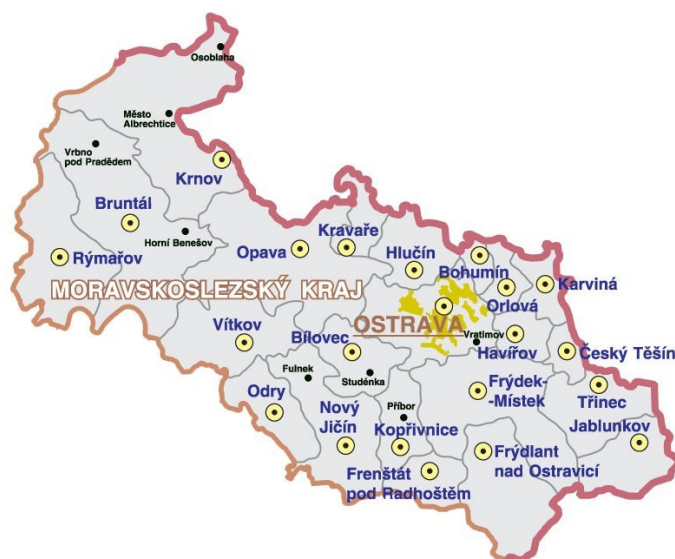 Osoblaha
Město
Albrechtice
Vrbno
pod Pradědem
Krnov
Bruntál
Horní Benešov
Rýmařov
Opava
Kravaře
Hlučín
Bohumín
Karviná
Orlová
MORAVSKOSLEZSKÝ KRAJ
OSTRAVA
Vratimov
Havířov
Český Těšín
Vítkov
Bílovec
Fulnek
Studénka
Odry
Nový
Jičín
Příbor
Kopřivnice
Frýdek-
-Místek
Třinec
Jablunkov
Frýdlant
nad Ostravicí
Frenštát
pod Radhoštěm